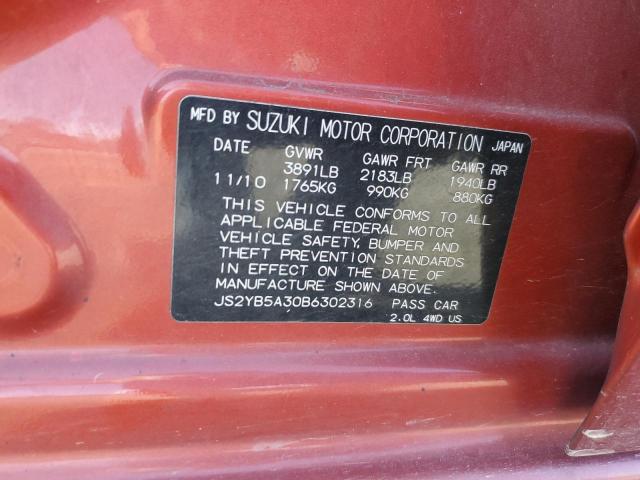 MFD BY SUZUKI MOTOR CORPORATION JAPAN
DATE GVWR GAWR FRT GAWR RR
3891LB 2183LB 1940LB
11/10 1765KG 990KG 880KG
THIS VEHICLE CONFORMS TO ALL
APPLICABLE FEDERAL MOTOR
VEHICLE SAFETY, BUMPER AND
THEFT PREVENTION STANDARDS
IN EFFECT ON THE DATE OF
MANUFACTURE SHOWN ABOVE.
JS2YB5A30B6302316 PASS CAR
2.0L 4WD US